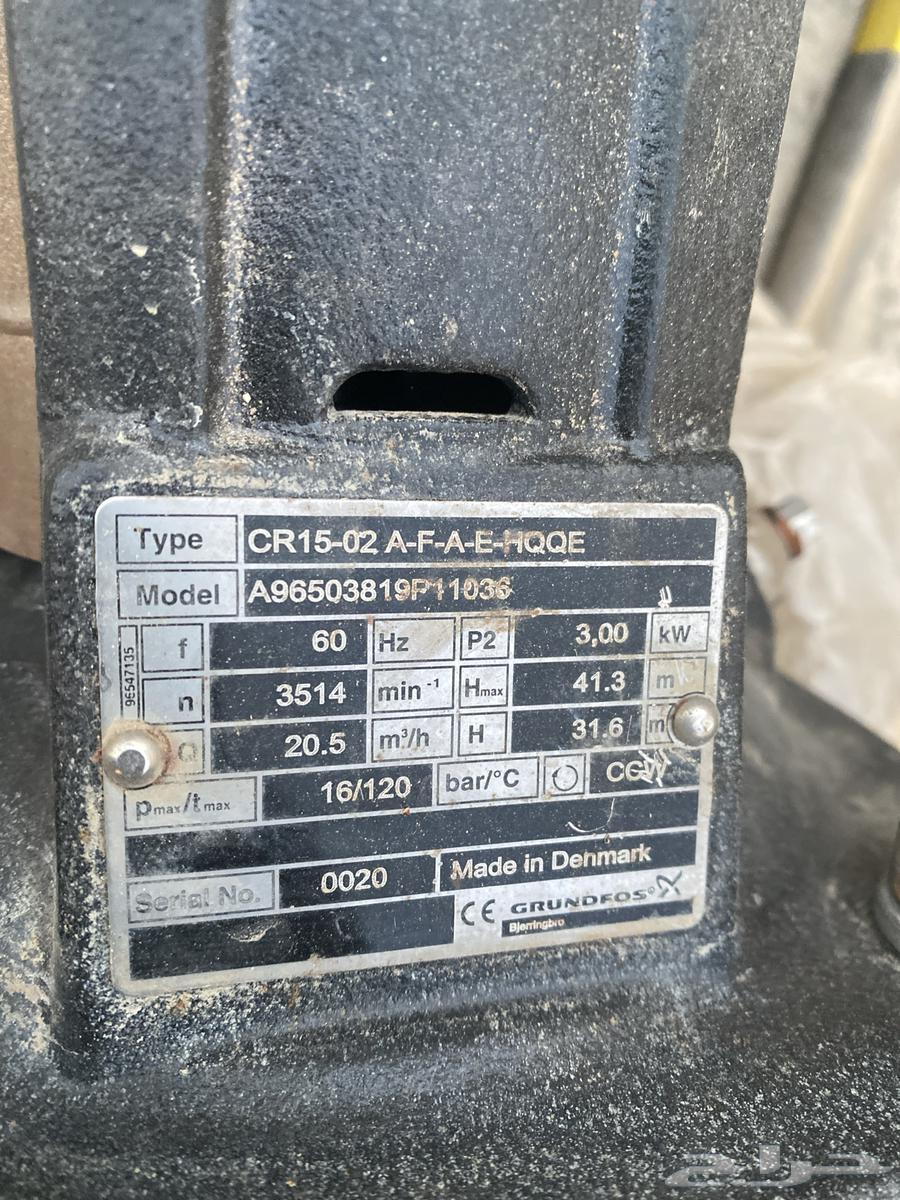 Type CR15-02 A-F-A-E-HQQE
Model A96503819P11036
96547135
f 60 Hz P2 3,00 kW
n 3514 min⁻¹ Hmax 41.3 m
Q 20.5 m³/h H 31.6 m
pmax/tmax 16/120 bar/°C
Serial No. 0020 Made in Denmark
CE GRUNDFOS
Bjerringbro
حراج